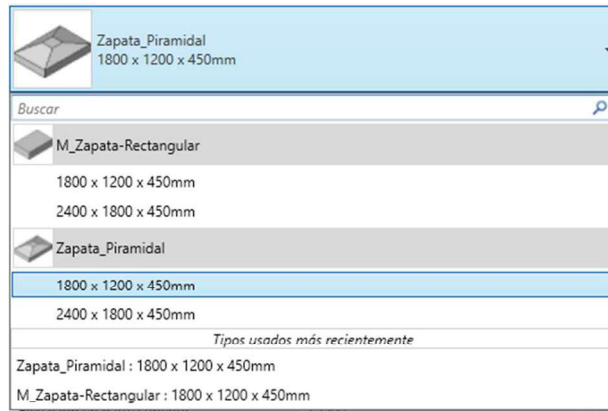 Zapata_Piramidal
1800 x 1200 x 450mm
Buscar
M_Zapata-Rectangular
1800 x 1200 x 450mm
2400 x 1800 x 450mm
Zapata_Piramidal
1800 x 1200 x 450mm
2400 x 1800 x 450mm
Tipos usados más recientemente
Zapata_Piramidal : 1800 x 1200 x 450mm
M_Zapata-Rectangular : 1800 x 1200 x 450mm